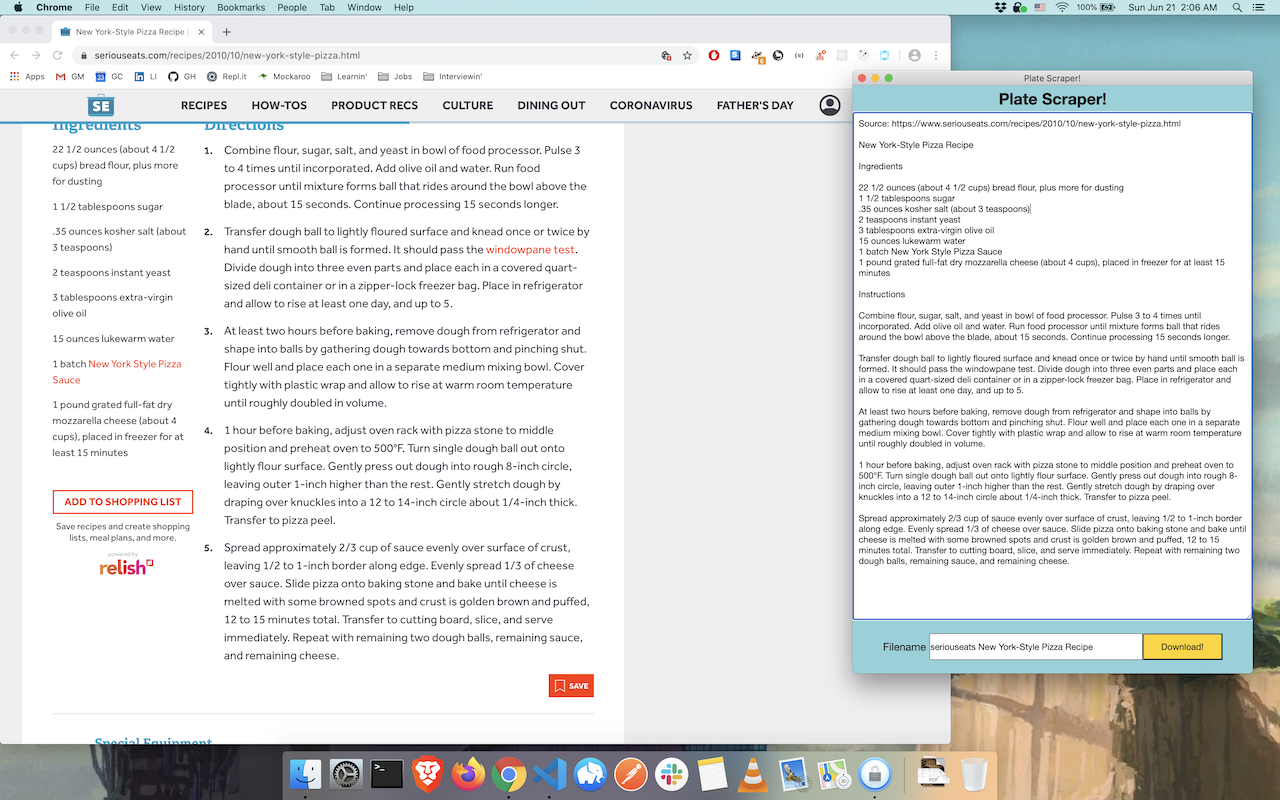 Chrome File Edit View History Bookmarks People Tab Window Help
100% Sun Jun 21 2:06 AM
New York-Style Pizza Recipe |
seriouseats.com/recipes/2010/10/new-york-style-pizza.html
Apps GM GC LI GH Repl.it Mockaroo Learnin' Jobs Interviewin'
SE RECIPES HOW-TOS PRODUCT RECS CULTURE DINING OUT CORONAVIRUS FATHER'S DAY
Ingredients
22 1/2 ounces (about 4 1/2
cups) bread flour, plus more
for dusting
1 1/2 tablespoons sugar
.35 ounces kosher salt (about
3 teaspoons)
2 teaspoons instant yeast
3 tablespoons extra-virgin
olive oil
15 ounces lukewarm water
1 batch New York Style Pizza
Sauce
1 pound grated full-fat dry
mozzarella cheese (about 4
cups), placed in freezer for at
least 15 minutes
ADD TO SHOPPING LIST
Save recipes and create shopping
lists, meal plans, and more.
powered by
relish
Directions
1. Combine flour, sugar, salt, and yeast in bowl of food processor. Pulse 3
to 4 times until incorporated. Add olive oil and water. Run food
processor until mixture forms ball that rides around the bowl above the
blade, about 15 seconds. Continue processing 15 seconds longer.
2. Transfer dough ball to lightly floured surface and knead once or twice by
hand until smooth ball is formed. It should pass the windowpane test.
Divide dough into three even parts and place each in a covered quart-
sized deli container or in a zipper-lock freezer bag. Place in refrigerator
and allow to rise at least one day, and up to 5.
3. At least two hours before baking, remove dough from refrigerator and
shape into balls by gathering dough towards bottom and pinching shut.
Flour well and place each one in a separate medium mixing bowl. Cover
tightly with plastic wrap and allow to rise at warm room temperature
until roughly doubled in volume.
4. 1 hour before baking, adjust oven rack with pizza stone to middle
position and preheat oven to 500°F. Turn single dough ball out onto
lightly flour surface. Gently press out dough into rough 8-inch circle,
leaving outer 1-inch higher than the rest. Gently stretch dough by
draping over knuckles into a 12 to 14-inch circle about 1/4-inch thick.
Transfer to pizza peel.
5. Spread approximately 2/3 cup of sauce evenly over surface of crust,
leaving 1/2 to 1-inch border along edge. Evenly spread 1/3 of cheese
over sauce. Slide pizza onto baking stone and bake until cheese is
melted with some browned spots and crust is golden brown and puffed,
12 to 15 minutes total. Transfer to cutting board, slice, and serve
immediately. Repeat with remaining two dough balls, remaining sauce,
and remaining cheese.
SAVE
Special Equipment
Plate Scraper!
Plate Scraper!
Source: https://www.seriouseats.com/recipes/2010/10/new-york-style-pizza.html
New York-Style Pizza Recipe
Ingredients
22 1/2 ounces (about 4 1/2 cups) bread flour, plus more for dusting
1 1/2 tablespoons sugar
.35 ounces kosher salt (about 3 teaspoons)
2 teaspoons instant yeast
3 tablespoons extra-virgin olive oil
15 ounces lukewarm water
1 batch New York Style Pizza Sauce
1 pound grated full-fat dry mozzarella cheese (about 4 cups), placed in freezer for at least 15
minutes
Instructions
Combine flour, sugar, salt, and yeast in bowl of food processor. Pulse 3 to 4 times until
incorporated. Add olive oil and water. Run food processor until mixture forms ball that rides
around the bowl above the blade, about 15 seconds. Continue processing 15 seconds longer.
Transfer dough ball to lightly floured surface and knead once or twice by hand until smooth ball is
formed. It should pass the windowpane test. Divide dough into three even parts and place each
in a covered quart-sized deli container or in a zipper-lock freezer bag. Place in refrigerator and
allow to rise at least one day, and up to 5.
At least two hours before baking, remove dough from refrigerator and shape into balls by
gathering dough towards bottom and pinching shut. Flour well and place each one in a separate
medium mixing bowl. Cover tightly with plastic wrap and allow to rise at warm room temperature
until roughly doubled in volume.
1 hour before baking, adjust oven rack with pizza stone to middle position and preheat oven to
500°F. Turn single dough ball out onto lightly flour surface. Gently press out dough into rough 8-
inch circle, leaving outer 1-inch higher than the rest. Gently stretch dough by draping over
knuckles into a 12 to 14-inch circle about 1/4-inch thick. Transfer to pizza peel.
Spread approximately 2/3 cup of sauce evenly over surface of crust, leaving 1/2 to 1-inch border
along edge. Evenly spread 1/3 of cheese over sauce. Slide pizza onto baking stone and bake until
cheese is melted with some browned spots and crust is golden brown and puffed, 12 to 15
minutes total. Transfer to cutting board, slice, and serve immediately. Repeat with remaining two
dough balls, remaining sauce, and remaining cheese.
Filename seriouseats New York-Style Pizza Recipe Download!